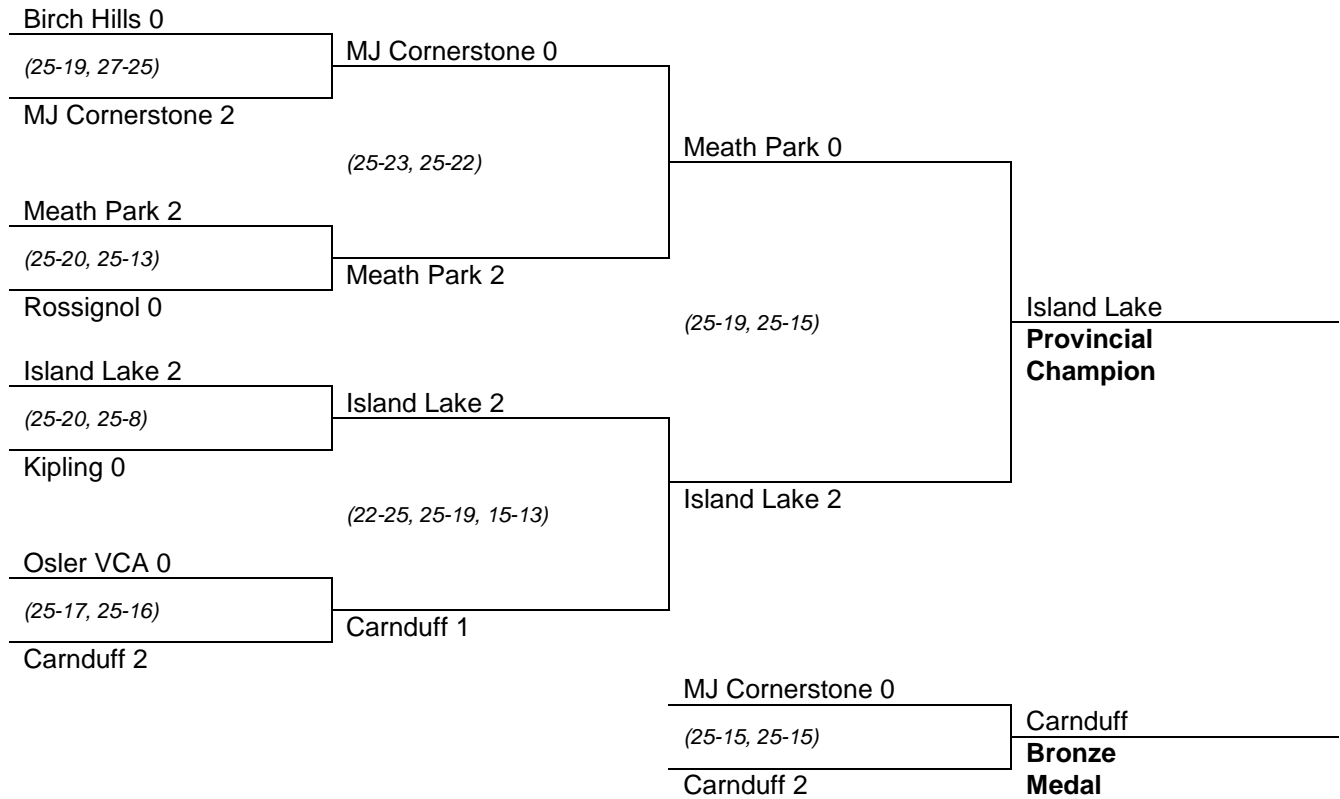 Birch Hills 0
(25-19, 27-25)
MJ Cornerstone 2
Meath Park 2
(25-20, 25-13)
Rossignol 0
Island Lake 2
(25-20, 25-8)
Kipling 0
Osler VCA 0
(25-17, 25-16)
Carnduff 2
MJ Cornerstone 0
(25-23, 25-22)
Meath Park 2
Island Lake 2
(22-25, 25-19, 15-13)
Carnduff 1
Meath Park 0
(25-19, 25-15)
Island Lake 2
Island Lake
Provincial
Champion
MJ Cornerstone 0
(25-15, 25-15)
Carnduff 2
Carnduff
Bronze
Medal